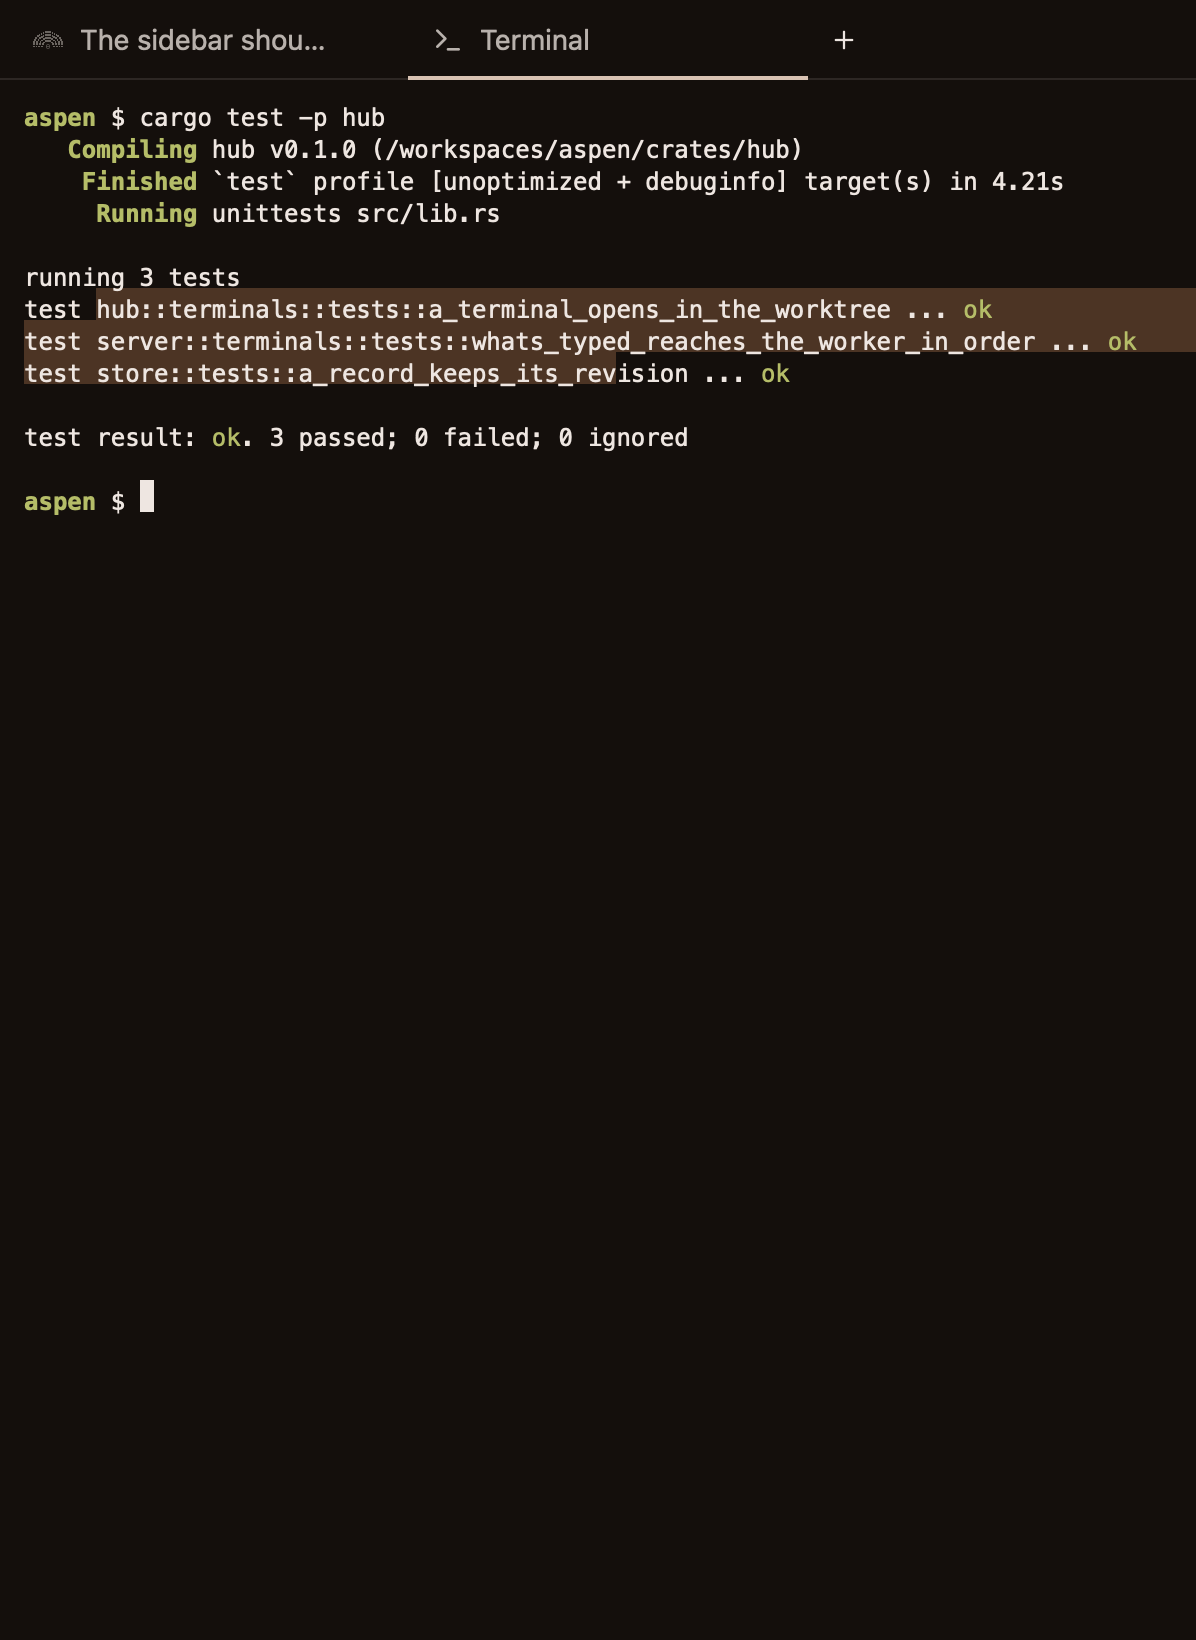 The sidebar shou...
>_ Terminal
+
aspen $ cargo test -p hub
Compiling hub v0.1.0 (/workspaces/aspen/crates/hub)
Finished `test` profile [unoptimized + debuginfo] target(s) in 4.21s
Running unittests src/lib.rs
running 3 tests
test hub::terminals::tests::a_terminal_opens_in_the_worktree ... ok
test server::terminals::tests::whats_typed_reaches_the_worker_in_order ... ok
test store::tests::a_record_keeps_its_revision ... ok
test result: ok. 3 passed; 0 failed; 0 ignored
aspen $